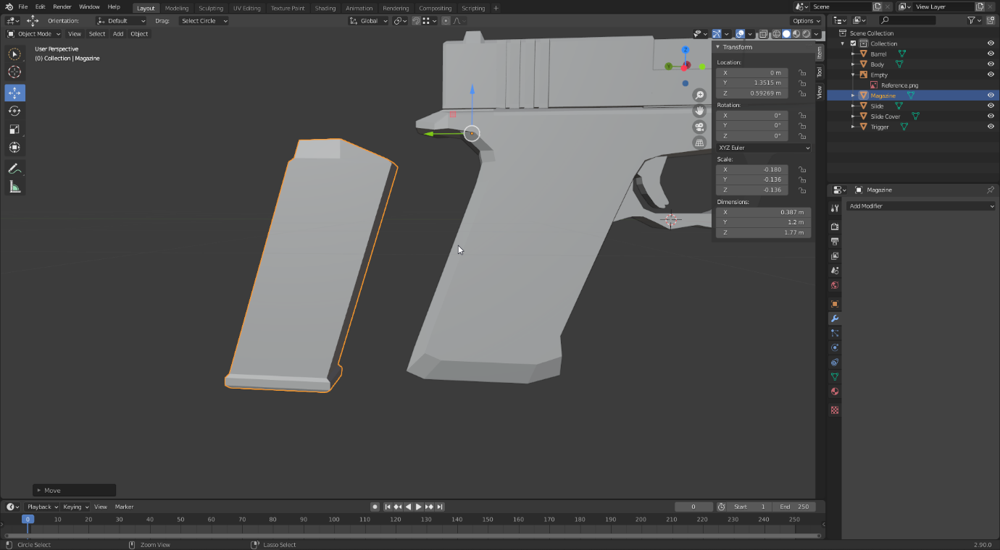 File Edit Render Window Help Layout Modeling Sculpting UV Editing Texture Paint Shading Animation Rendering Compositing Scripting + Scene View Layer
Orientation: Default Drag: Select Circle Global Options
Object Mode View Select Add Object
User Perspective
(0) Collection | Magazine
Transform
Location:
X 0 m
Y 1.3515 m
Z 0.59269 m
Rotation:
X 0°
Y 0°
Z 0°
XYZ Euler
Scale:
X -0.180
Y -0.136
Z -0.136
Dimensions:
X 0.387 m
Y 1.2 m
Z 1.77 m
Item
Tool
View
Z
Y
Scene Collection
Collection
Barrel
Body
Empty
Reference.png
Magazine
Slide
Slide Cover
Trigger
Magazine
Add Modifier
Move
Playback Keying View Marker 0 Start 1 End 250
0 10 20 30 40 50 60 70 80 90 100 110 120 130 140 150 160 170 180 190 200 210 220 230 240 250
Circle Select Zoom View Lasso Select 2.90.0